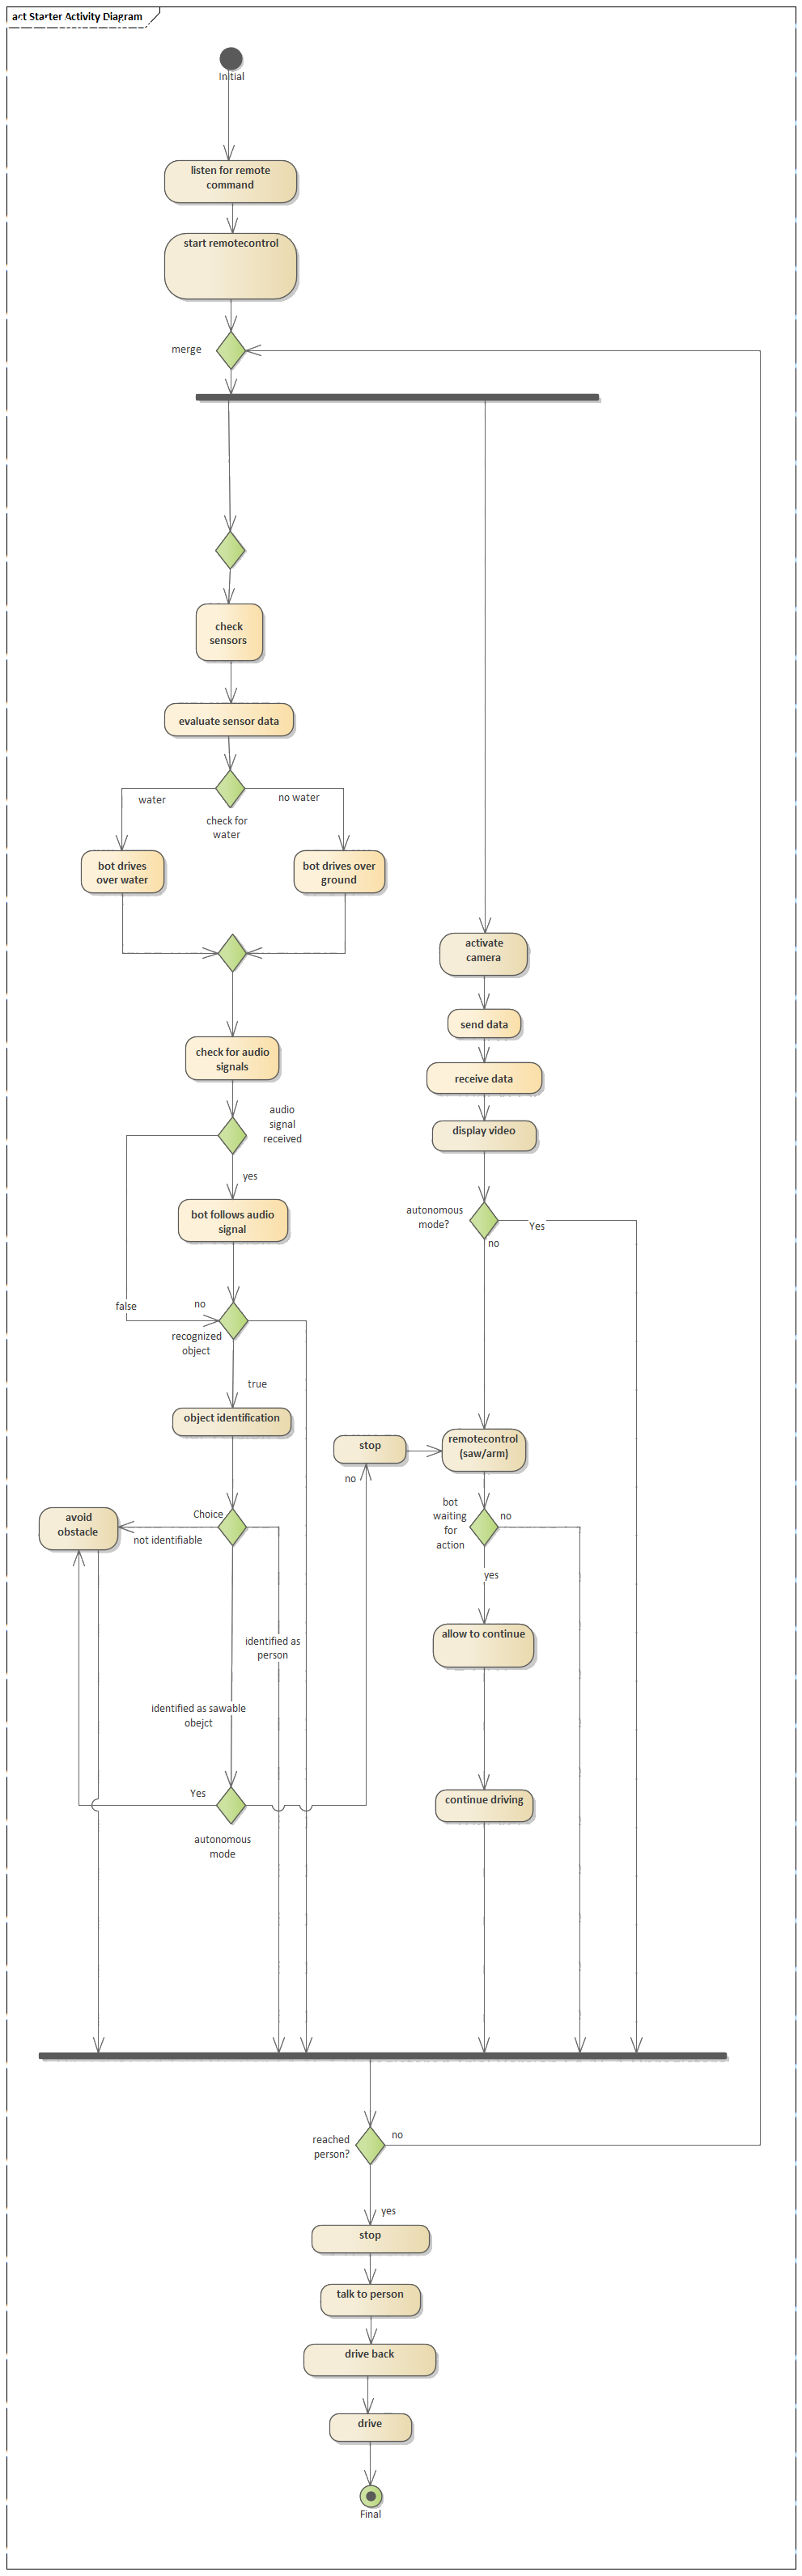 act Starter Activity Diagram
Initial
listen for remote
command
start remotecontrol
merge
check
sensors
evaluate sensor data
water
no water
check for
water
bot drives
over water
bot drives over
ground
activate
camera
send data
check for audio
signals
receive data
audio
signal
received
display video
yes
bot follows audio
signal
autonomous
mode?
Yes
no
false
no
recognized
object
true
object identification
stop
remotecontrol
(saw/arm)
no
avoid
obstacle
Choice
not identifiable
bot
waiting
for
action
no
yes
allow to continue
identified as
person
identified as sawable
obejct
Yes
continue driving
autonomous
mode
reached
person?
no
yes
stop
talk to person
drive back
drive
Final